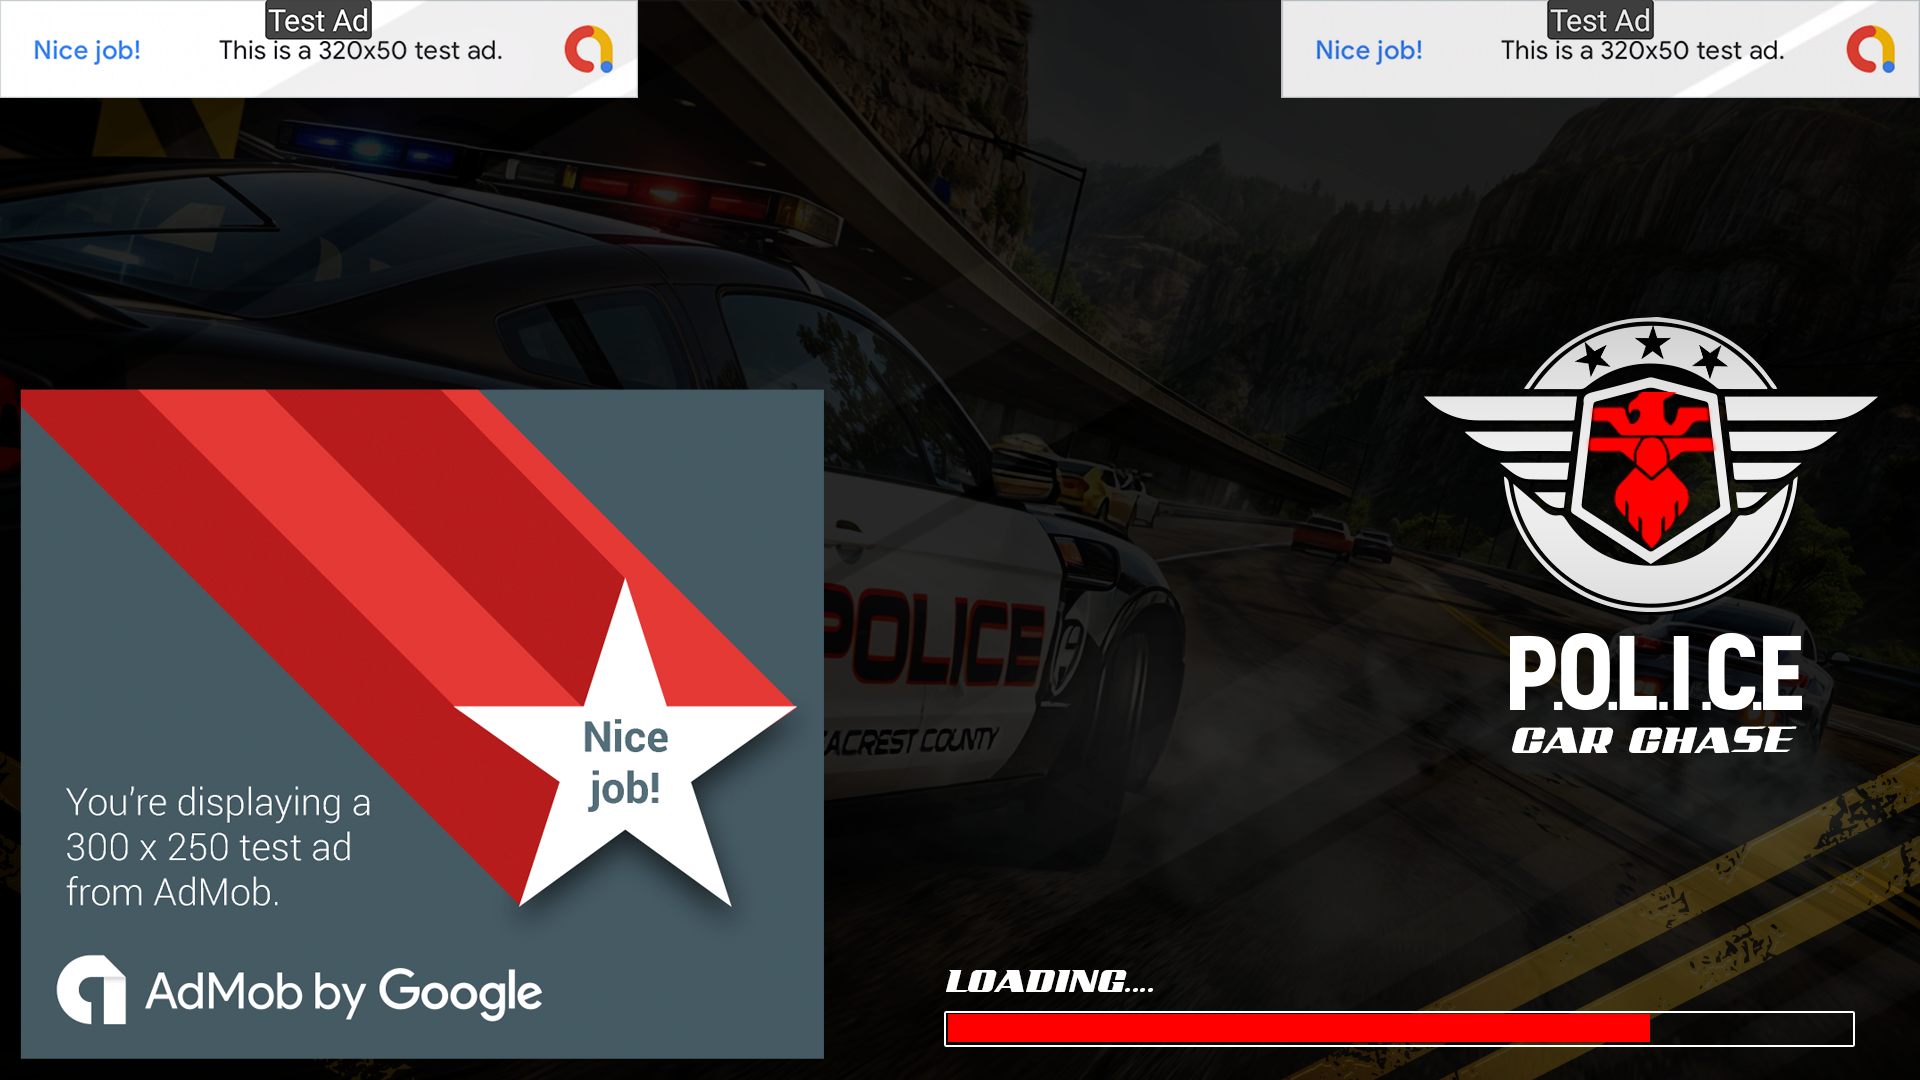 Test Ad
Nice job!
This is a 320x50 test ad.
Test Ad
Nice job!
This is a 320x50 test ad.
POLICE
ACREST COUNTY
Nice
job!
You're displaying a
300 x 250 test ad
from AdMob.
AdMob by Google
P.O.L.I.C.E
CAR CHASE
LOADING....